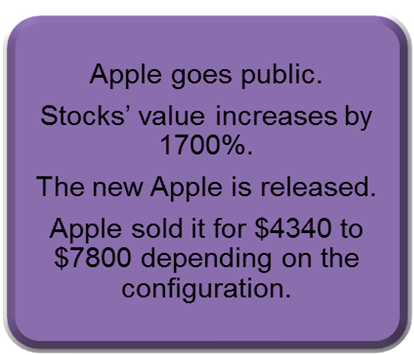 Apple goes public.
Stocks’ value increases by
1700%.
The new Apple is released.
Apple sold it for $4340 to
$7800 depending on the
configuration.